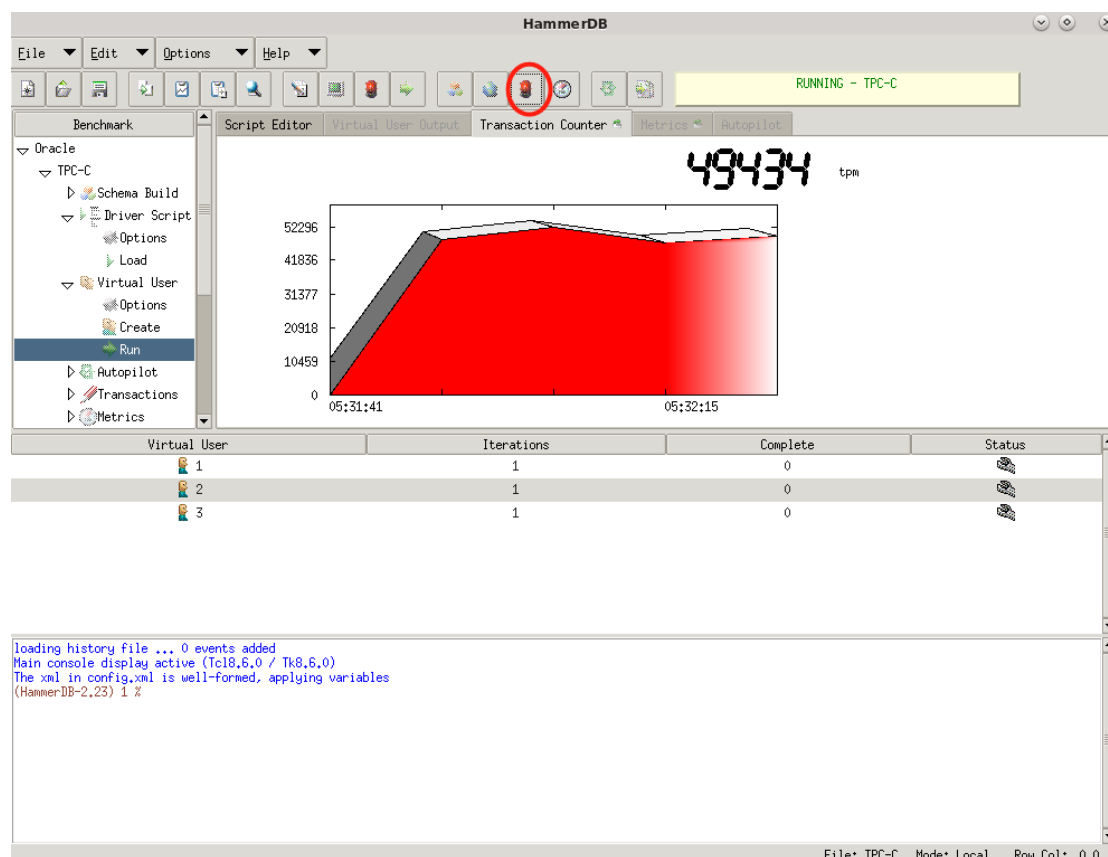 HammerDB
File Edit Options Help
RUNNING - TPC-C
Benchmark
Script Editor Virtual User Output Transaction Counter Metrics Autopilot
Oracle
TPC-C
Schema Build
Driver Script
Options
Load
Virtual User
Options
Create
Run
Autopilot
Transactions
Metrics
49434 tpm
52296
41836
31377
20918
10459
0
05:31:41 05:32:15
Virtual User Iterations Complete Status
1 1 0
2 1 0
3 1 0
loading history file ... 0 events added
Main console display active (Tcl8.6.0 / Tk8.6.0)
The xml in config.xml is well-formed, applying variables
(HammerDB-2.23) 1 %
File: TPC-C Mode: Local Row Col: 0.0